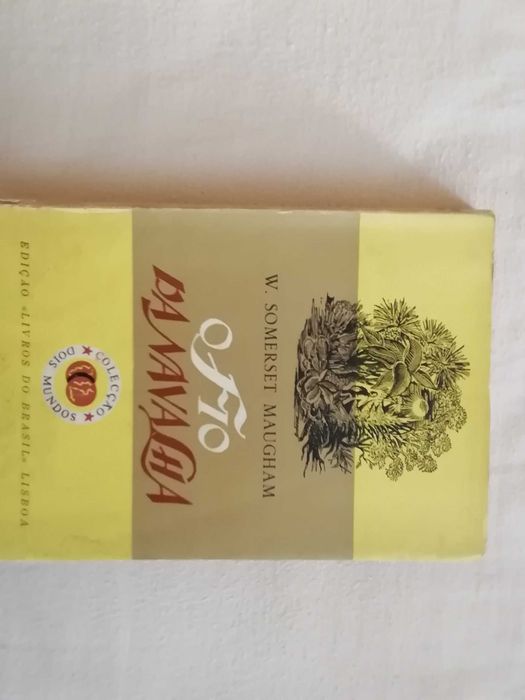 W. SOMERSET MAUGHAM
O FIO
DA NAVALHA
COLECÇÃO
DOIS MUNDOS
EDIÇÃO «LIVROS DO BRASIL» LISBOA